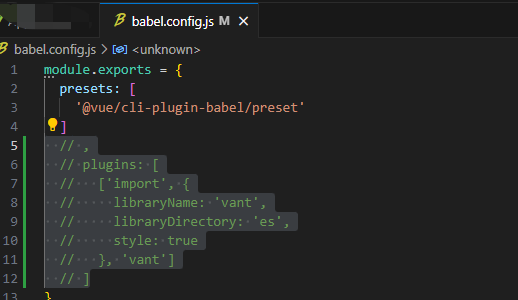 babel.config.js M
babel.config.js > <unknown>
1 module.exports = {
2 presets: [
3 '@vue/cli-plugin-babel/preset'
4 ]
5 // ,
6 // plugins: [
7 // ['import', {
8 // libraryName: 'vant',
9 // libraryDirectory: 'es',
10 // style: true
11 // }, 'vant']
12 // ]
13 }